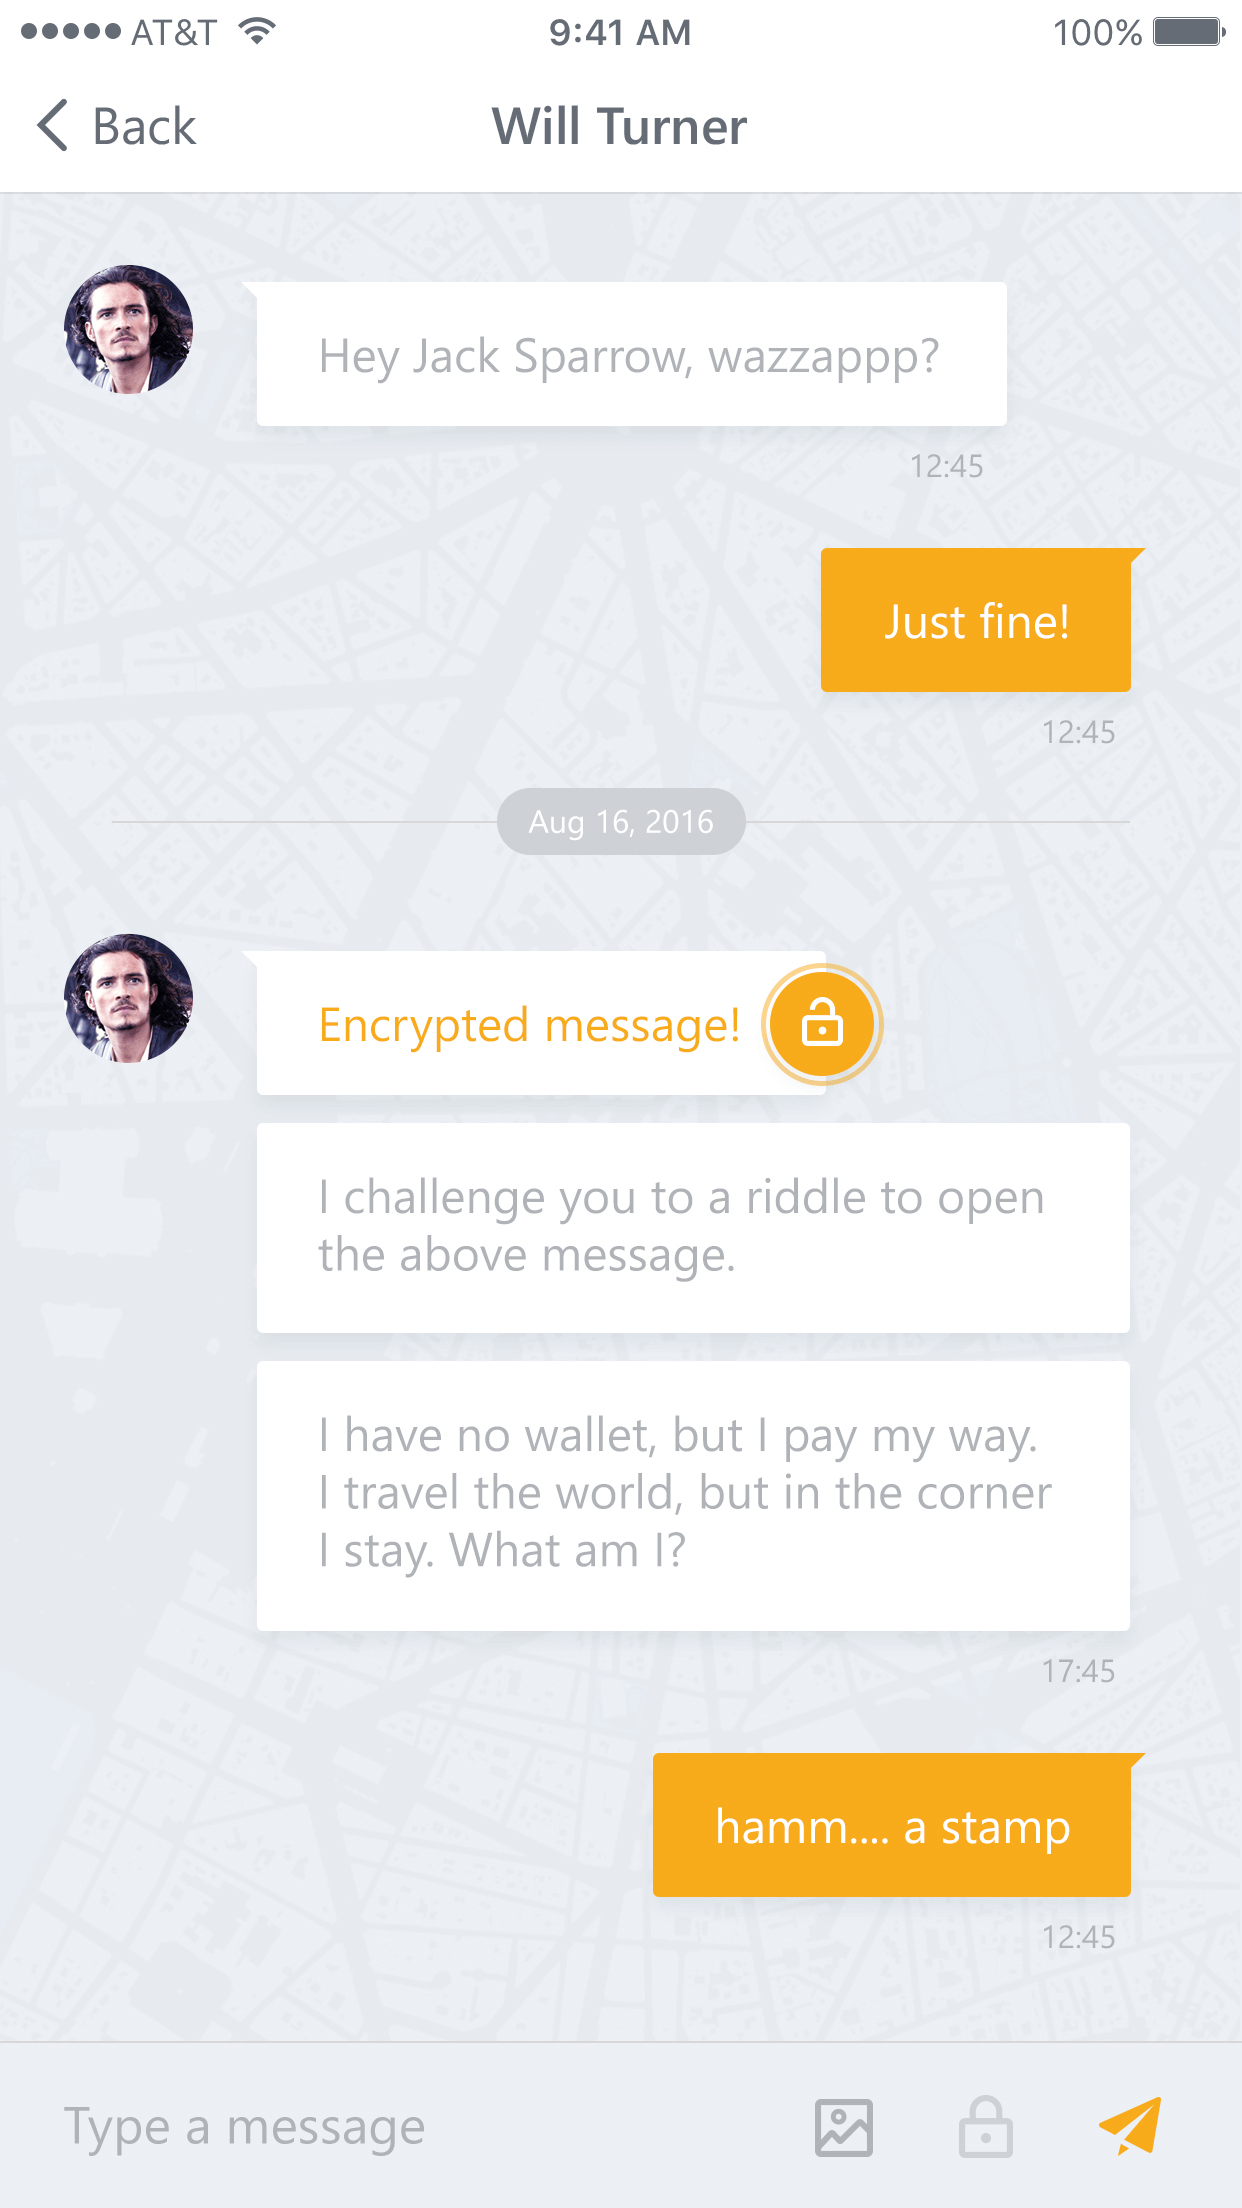 AT&T 9:41 AM 100%
Back Will Turner
Hey Jack Sparrow, wazzappp?
12:45
Just fine!
12:45
Aug 16, 2016
Encrypted message!
I challenge you to a riddle to open
the above message.
I have no wallet, but I pay my way.
I travel the world, but in the corner
I stay. What am I?
17:45
hamm.... a stamp
12:45
Type a message